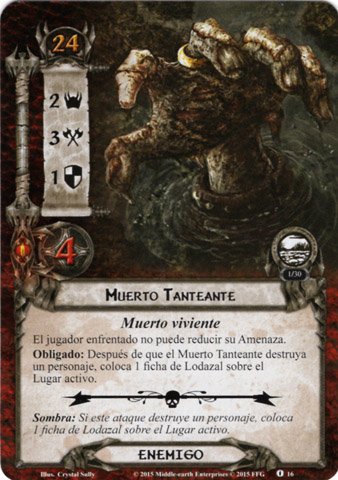 24
2
3
1
4
1/30
Muerto Tanteante
Muerto viviente
El jugador enfrentado no puede reducir su Amenaza.
Obligado: Después de que el Muerto Tanteante destruya
un personaje, coloca 1 ficha de Lodazal sobre el
Lugar activo.
Sombra: Si este ataque destruye un personaje, coloca
1 ficha de Lodazal sobre el Lugar activo.
ENEMIGO
Illus. Crystal Sully
© 2015 Middle-earth Enterprises © 2015 FFG
16